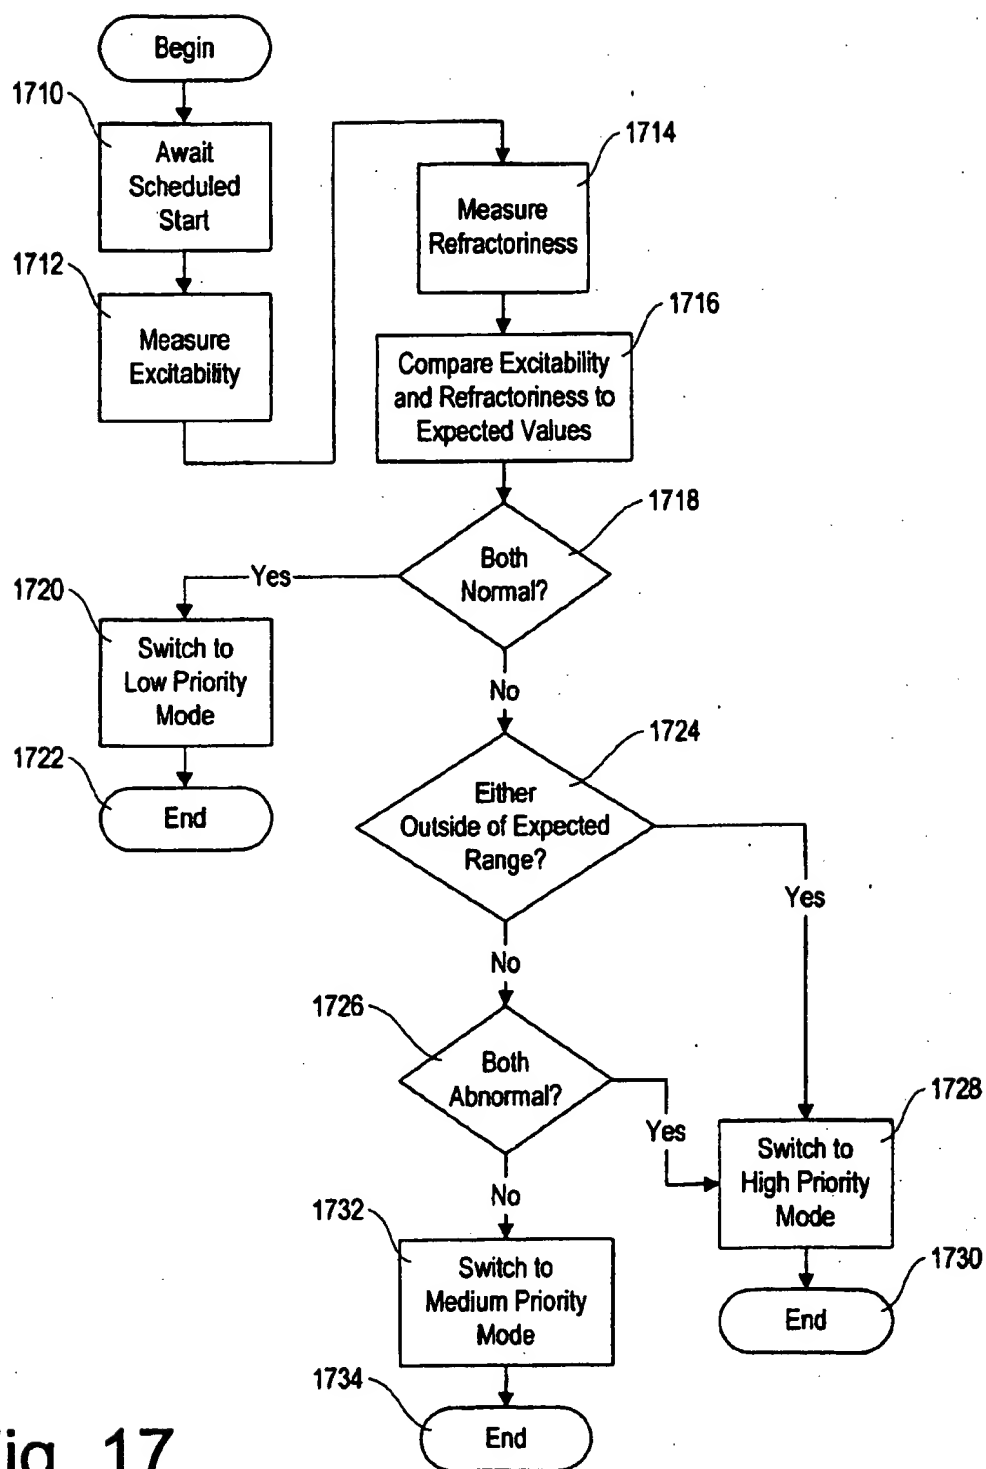 Begin
1710
Await
Scheduled
Start
1712
Measure
Excitability
1714
Measure
Refractoriness
1716
Compare Excitability
and Refractoriness to
Expected Values
1718
Both
Normal?
Yes
1720
Switch to
Low Priority
Mode
1722
End
No
1724
Either
Outside of Expected
Range?
Yes
No
1726
Both
Abnormal?
Yes
1728
Switch to
High Priority
Mode
1730
End
No
1732
Switch to
Medium Priority
Mode
1734
End
ig. 17